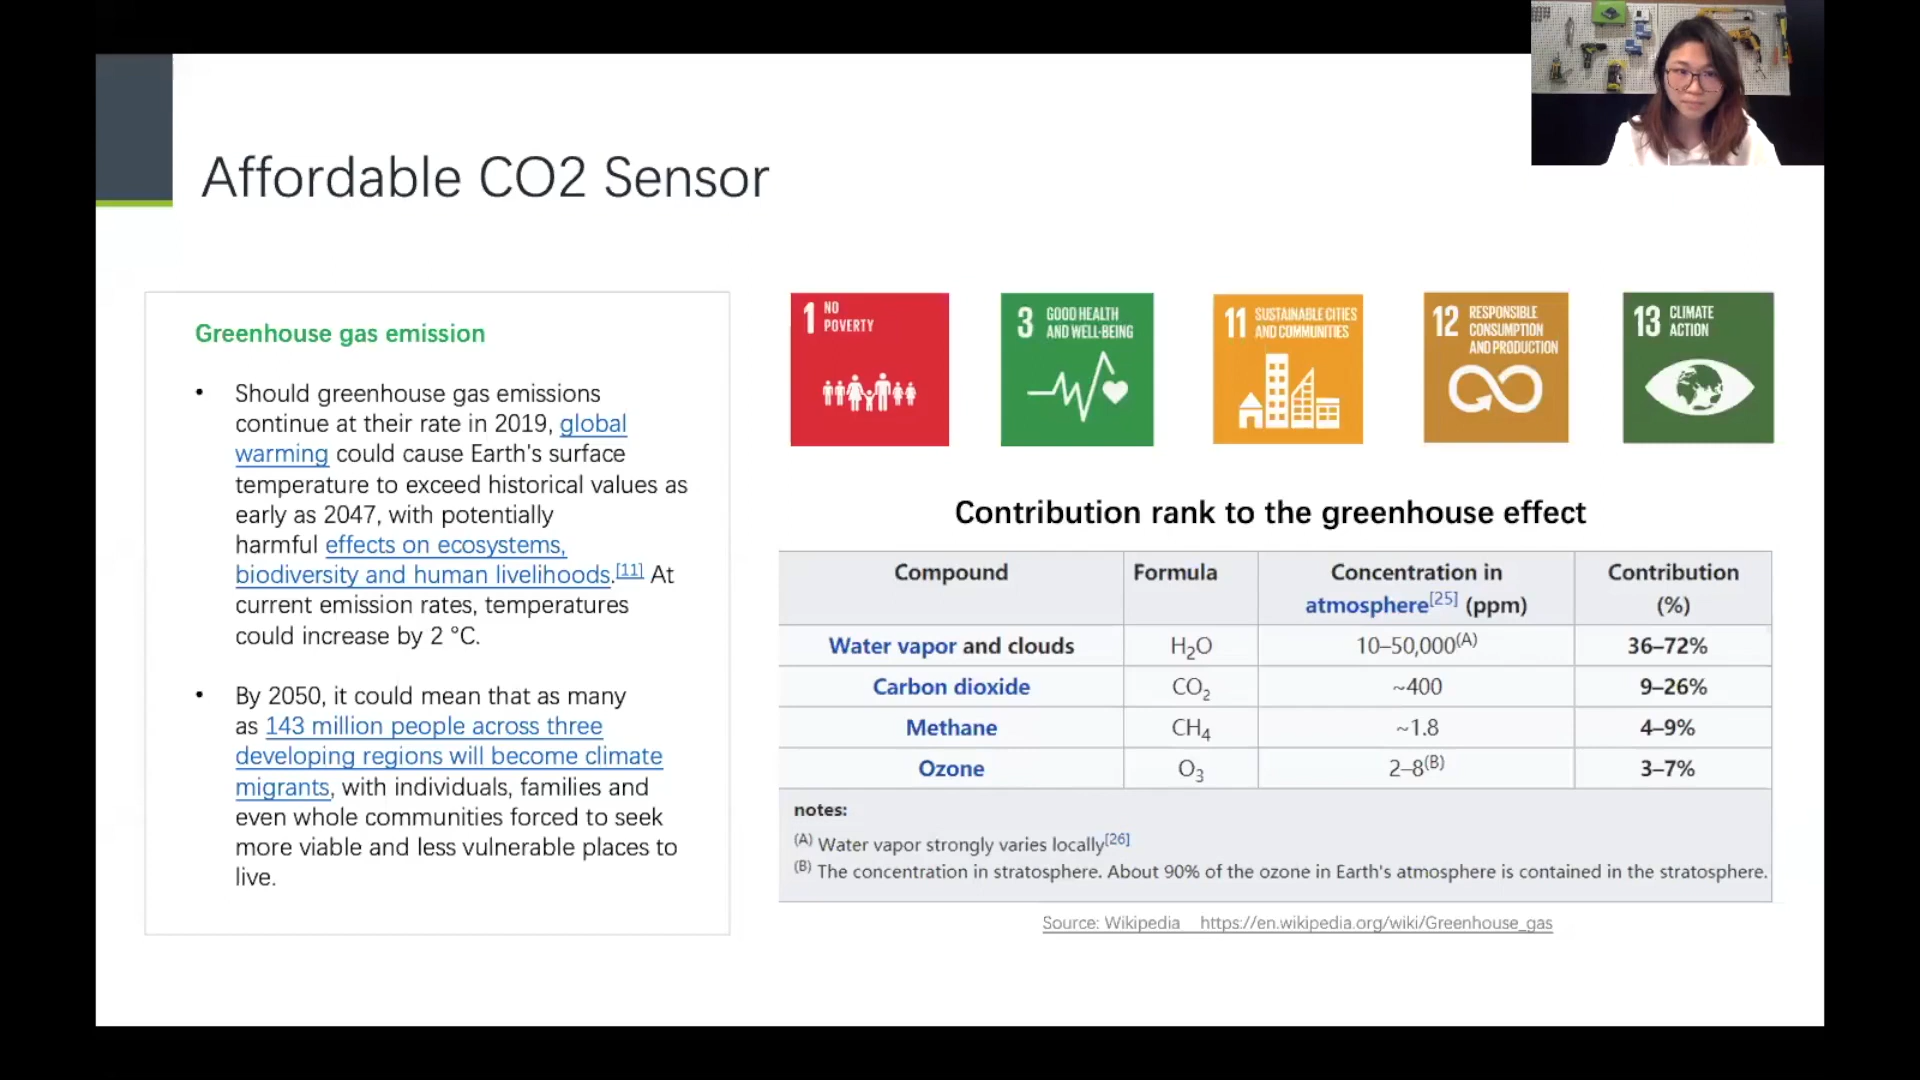 Affordable CO2 Sensor
Greenhouse gas emission
• Should greenhouse gas emissions
continue at their rate in 2019, global
warming could cause Earth's surface
temperature to exceed historical values as
early as 2047, with potentially
harmful effects on ecosystems,
biodiversity and human livelihoods.[11] At
current emission rates, temperatures
could increase by 2 °C.
• By 2050, it could mean that as many
as 143 million people across three
developing regions will become climate
migrants, with individuals, families and
even whole communities forced to seek
more viable and less vulnerable places to
live.
1 NO
POVERTY
3 GOOD HEALTH
AND WELL-BEING
11 SUSTAINABLE CITIES
AND COMMUNITIES
12 RESPONSIBLE
CONSUMPTION
AND PRODUCTION
13 CLIMATE
ACTION
Contribution rank to the greenhouse effect
Compound Formula Concentration in atmosphere[25] (ppm) Contribution (%)
Water vapor and clouds H₂O 10–50,000(A) 36–72%
Carbon dioxide CO₂ ~400 9–26%
Methane CH₄ ~1.8 4–9%
Ozone O₃ 2–8(B) 3–7%
notes:
(A) Water vapor strongly varies locally[26]
(B) The concentration in stratosphere. About 90% of the ozone in Earth's atmosphere is contained in the stratosphere.
Source: Wikipedia https://en.wikipedia.org/wiki/Greenhouse_gas